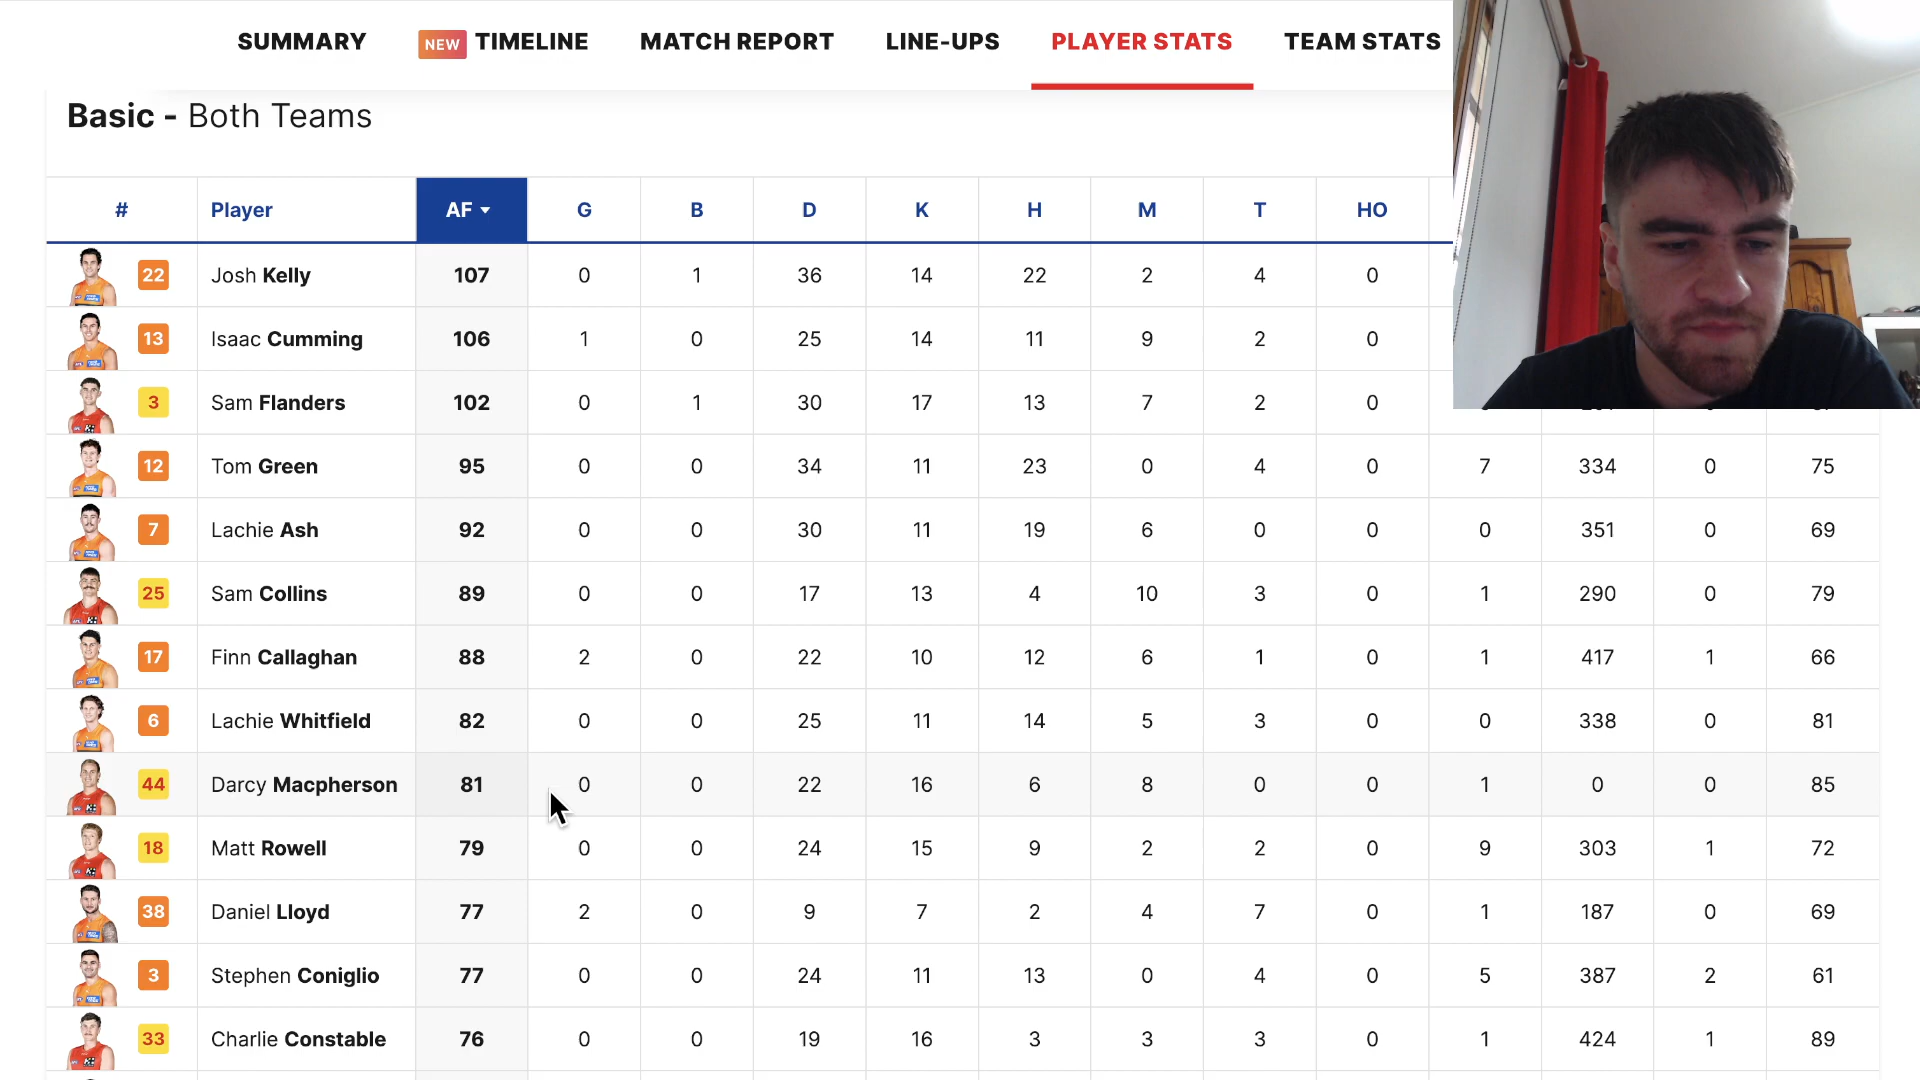 SUMMARY NEW TIMELINE MATCH REPORT LINE-UPS PLAYER STATS TEAM STATS
Basic - Both Teams
# Player AF G B D K H M T HO
22 Josh Kelly 107 0 1 36 14 22 2 4 0
13 Isaac Cumming 106 1 0 25 14 11 9 2 0
3 Sam Flanders 102 0 1 30 17 13 7 2 0
12 Tom Green 95 0 0 34 11 23 0 4 0 7 334 0 75
7 Lachie Ash 92 0 0 30 11 19 6 0 0 0 351 0 69
25 Sam Collins 89 0 0 17 13 4 10 3 0 1 290 0 79
17 Finn Callaghan 88 2 0 22 10 12 6 1 0 1 417 1 66
6 Lachie Whitfield 82 0 0 25 11 14 5 3 0 0 338 0 81
44 Darcy Macpherson 81 0 0 22 16 6 8 0 0 1 0 0 85
18 Matt Rowell 79 0 0 24 15 9 2 2 0 9 303 1 72
38 Daniel Lloyd 77 2 0 9 7 2 4 7 0 1 187 0 69
3 Stephen Coniglio 77 0 0 24 11 13 0 4 0 5 387 2 61
33 Charlie Constable 76 0 0 19 16 3 3 3 0 1 424 1 89